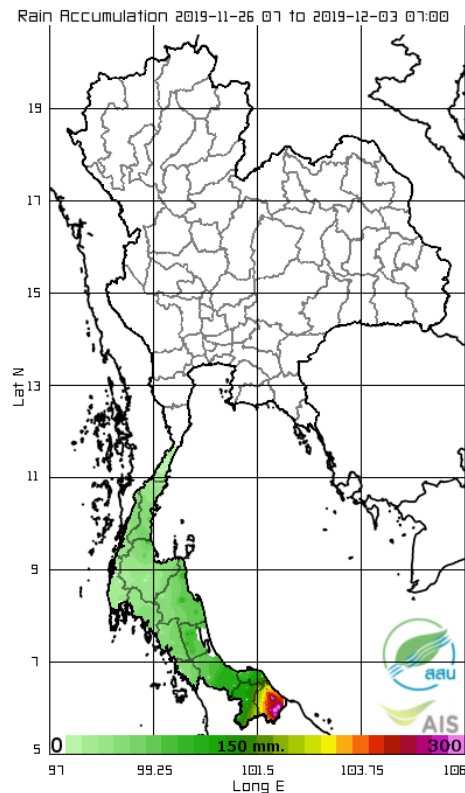 Rain Accumulation 2019-11-26 07 to 2019-12-03 07:00
19
17
15
13
11
9
7
5
Lat N
สสน
AIS
0 150 mm. 300
97 99.25 101.5 103.75 106
Long E